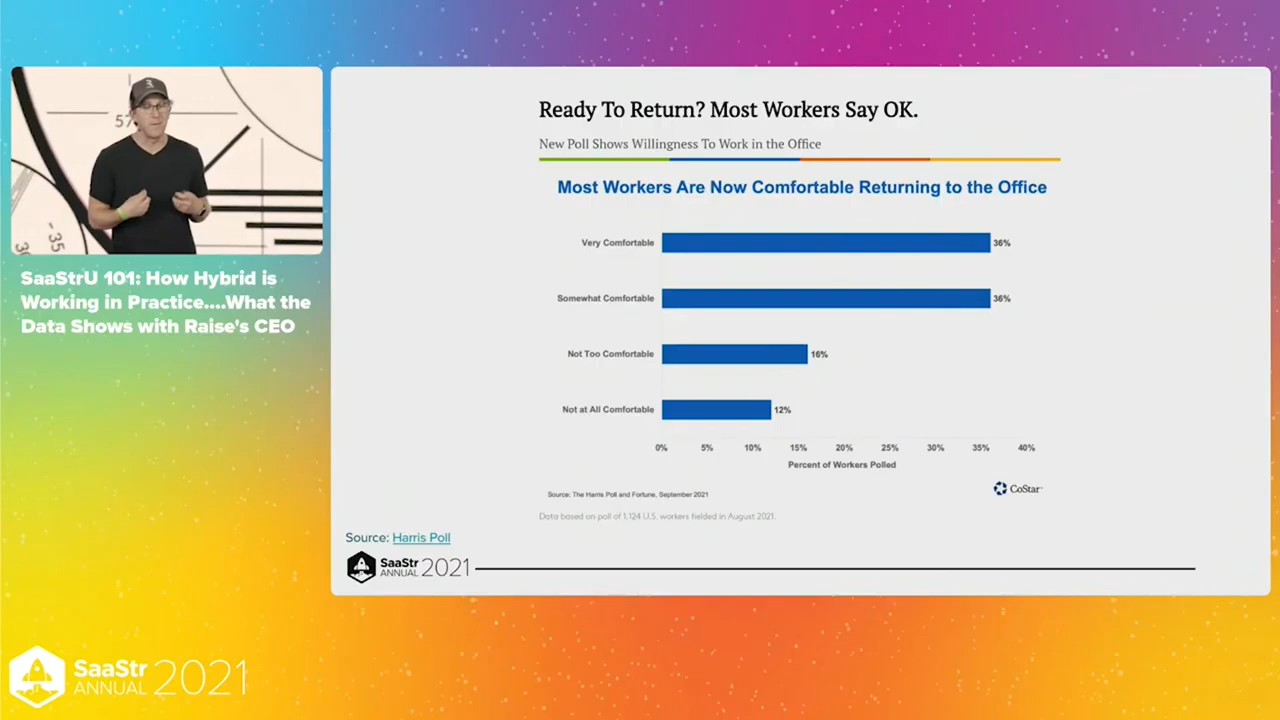 57
-35
SaaStrU 101: How Hybrid is
Working in Practice....What the
Data Shows with Raise's CEO
Ready To Return? Most Workers Say OK.
New Poll Shows Willingness To Work in the Office
Most Workers Are Now Comfortable Returning to the Office
Very Comfortable 36%
Somewhat Comfortable 36%
Not Too Comfortable 16%
Not at All Comfortable 12%
0% 5% 10% 15% 20% 25% 30% 35% 40%
Percent of Workers Polled
Source: The Harris Poll and Fortune, September 2021
CoStar™
Data based on poll of 1,124 U.S. workers fielded in August 2021.
Source: Harris Poll
SaaStr
ANNUAL 2021
SaaStr
ANNUAL 2021